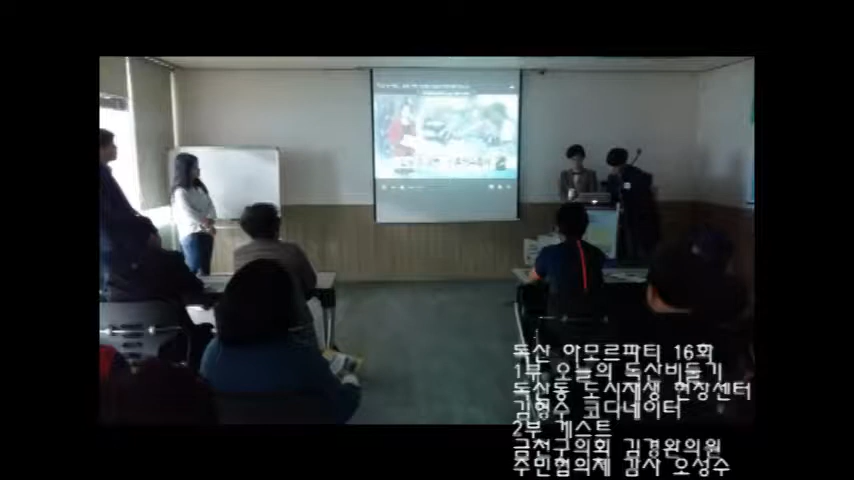 독산 아모르파티 16회
1부 오늘의 독산비둘기
독산동 도시재생 현장센터
김형수 코디네이터
2부 게스트
금천구의회 김경완의원
주민협의체 감사 오성수